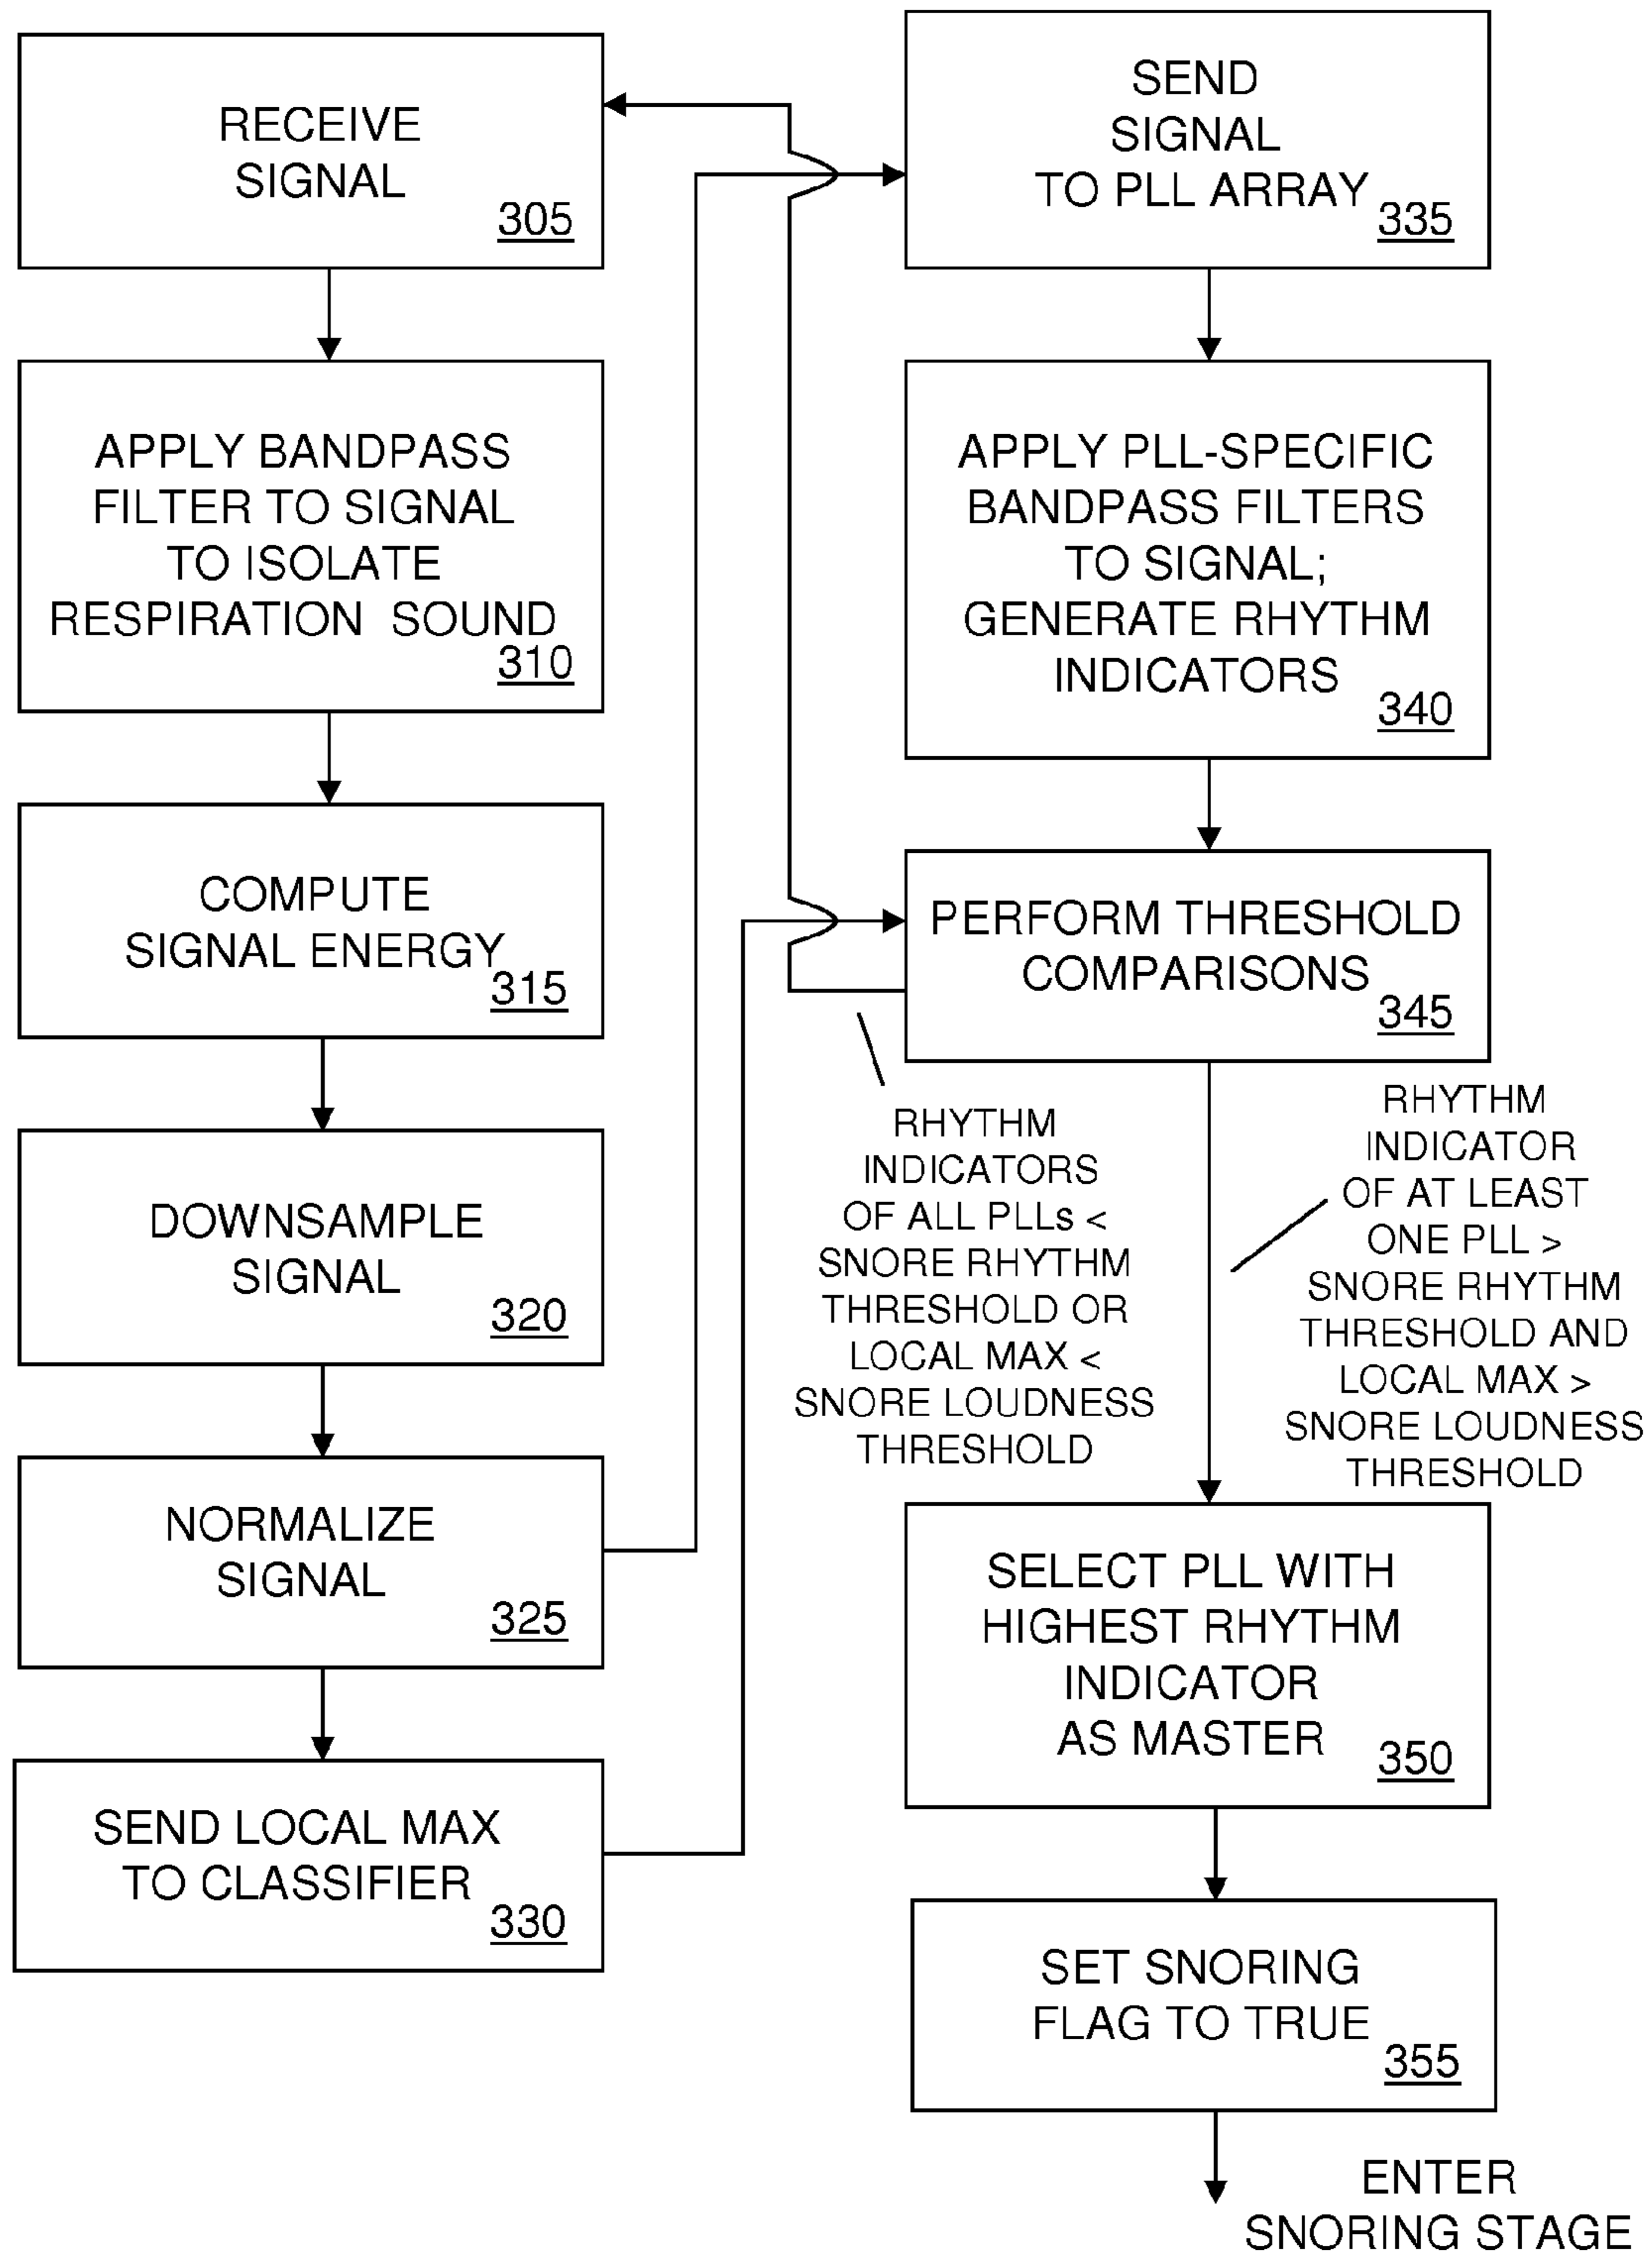 RECEIVE
SIGNAL
305
APPLY BANDPASS
FILTER TO SIGNAL
TO ISOLATE
RESPIRATION SOUND
310
COMPUTE
SIGNAL ENERGY
315
DOWNSAMPLE
SIGNAL
320
NORMALIZE
SIGNAL
325
SEND LOCAL MAX
TO CLASSIFIER
330
SEND
SIGNAL
TO PLL ARRAY
335
APPLY PLL-SPECIFIC
BANDPASS FILTERS
TO SIGNAL;
GENERATE RHYTHM
INDICATORS
340
PERFORM THRESHOLD
COMPARISONS
345
RHYTHM
INDICATORS
OF ALL PLLs <
SNORE RHYTHM
THRESHOLD OR
LOCAL MAX <
SNORE LOUDNESS
THRESHOLD
RHYTHM
INDICATOR
OF AT LEAST
ONE PLL >
SNORE RHYTHM
THRESHOLD AND
LOCAL MAX >
SNORE LOUDNESS
THRESHOLD
SELECT PLL WITH
HIGHEST RHYTHM
INDICATOR
AS MASTER
350
SET SNORING
FLAG TO TRUE
355
ENTER
SNORING STAGE